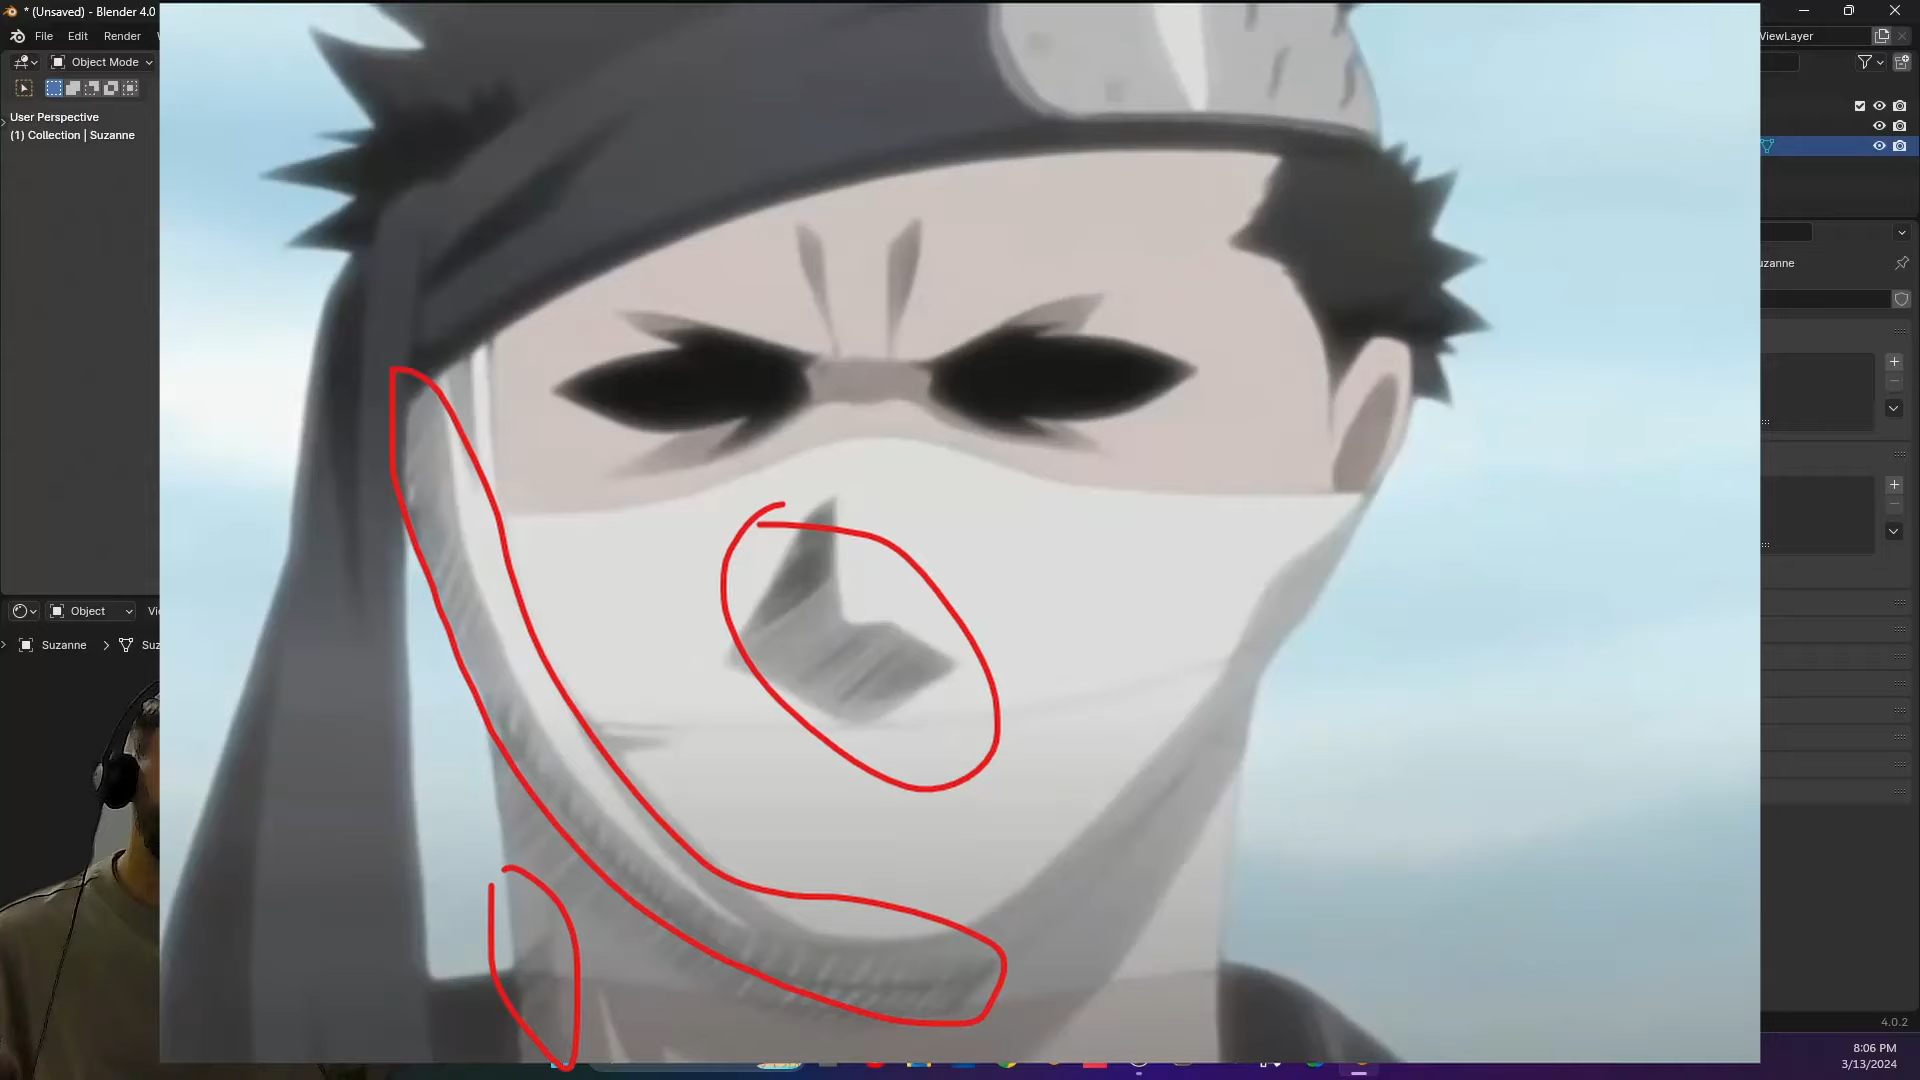 * (Unsaved) - Blender 4.0
File Edit Render
ViewLayer
Object Mode
User Perspective
(1) Collection | Suzanne
uzanne
Object
Suzanne
4.0.2
8:06 PM
3/13/2024